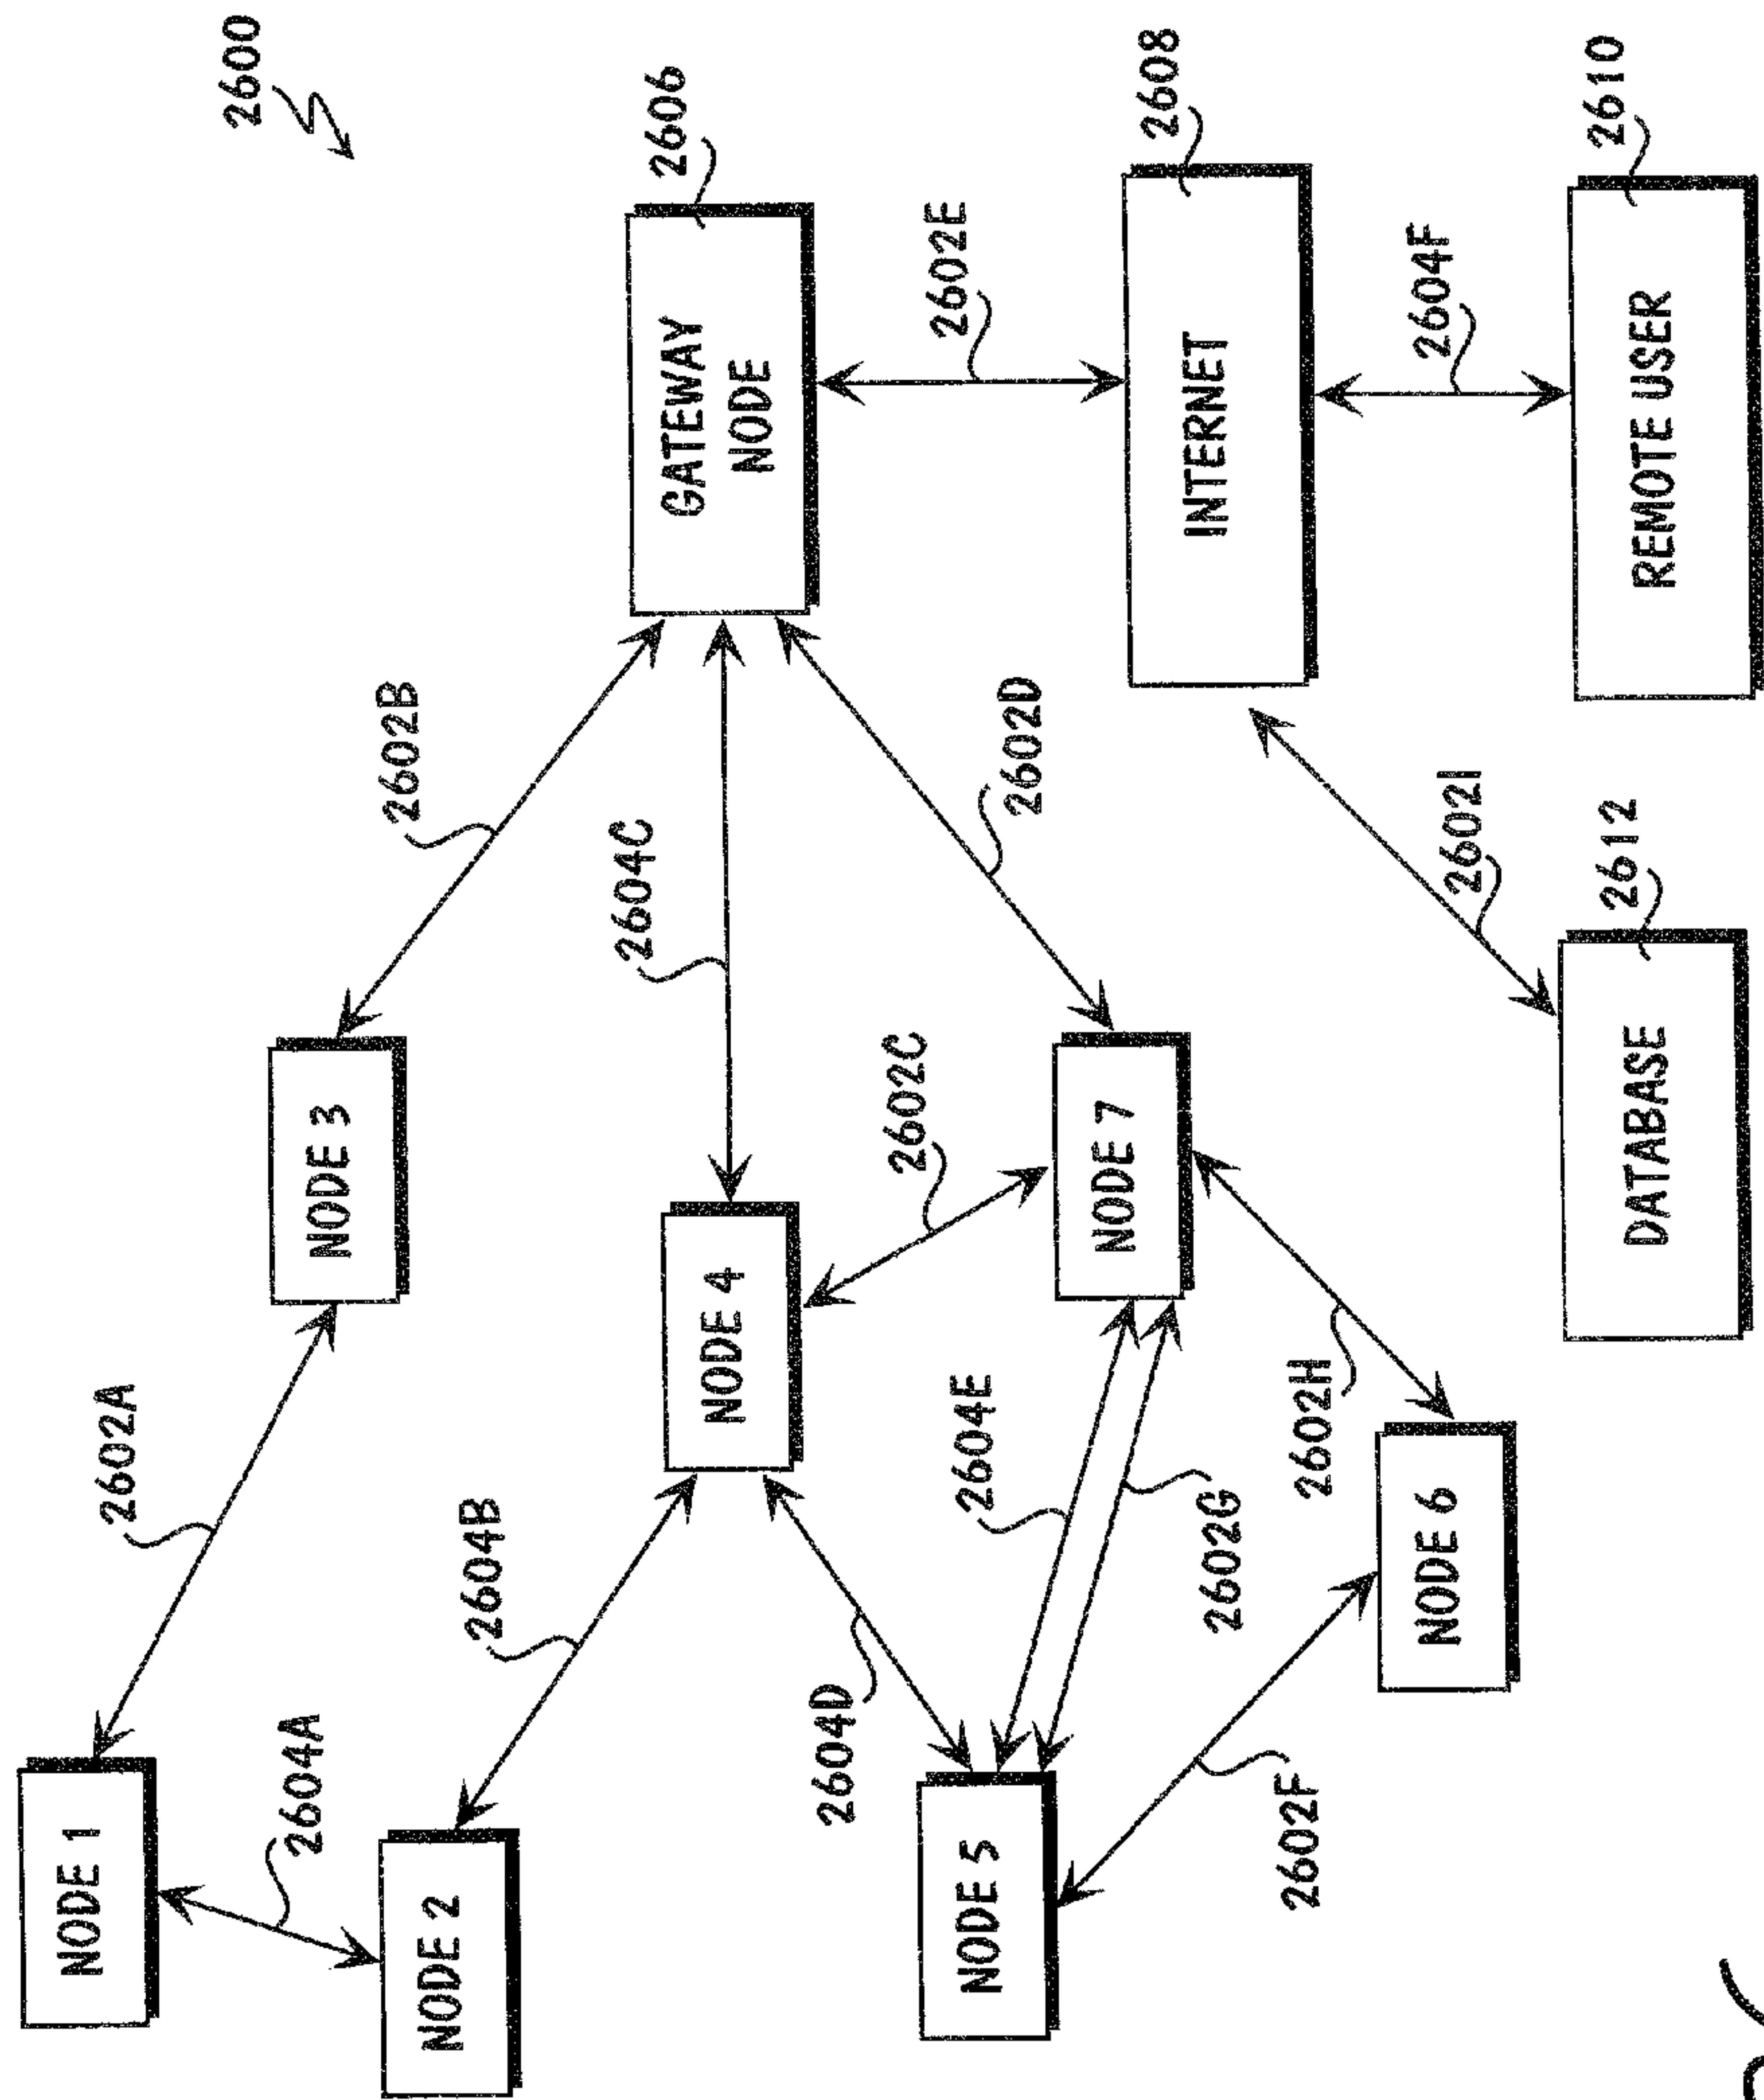 2600
NODE 1
2602A
NODE 3
2602B
GATEWAY
NODE
2606
2604A
NODE 2
2604B
NODE 4
2604C
2602E
2604D
2602C
2602D
INTERNET
2608
NODE 5
2604E
2602G
NODE 7
2604F
2602F
NODE 6
2602H
2602I
DATABASE
2612
REMOTE USER
2610